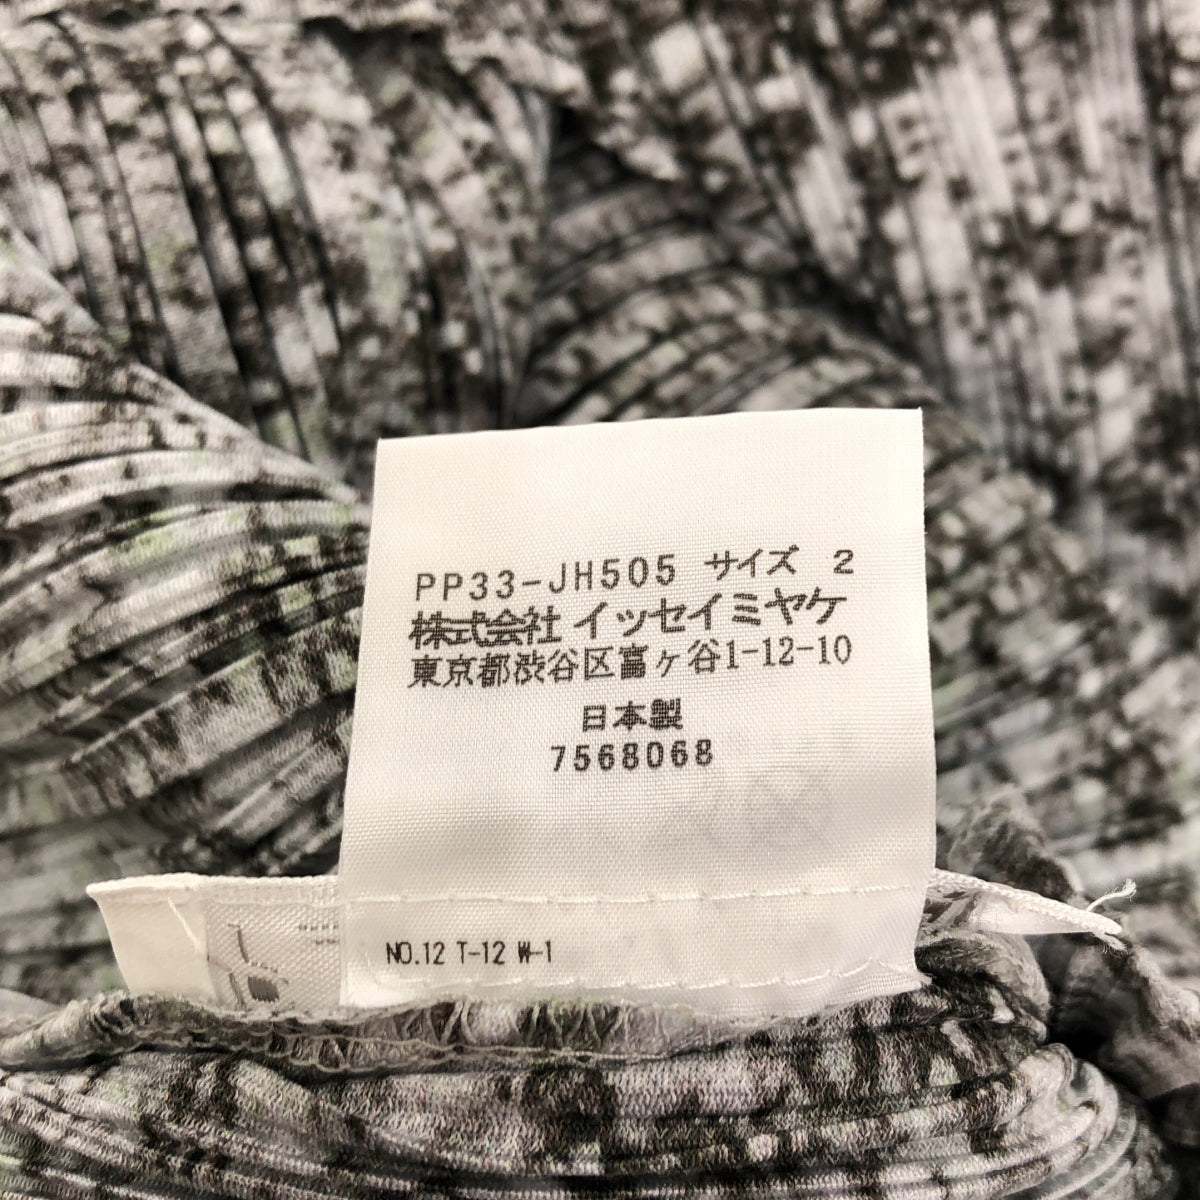 PP33-JH505 サイズ 2
株式会社 イッセイミヤケ
東京都渋谷区富ヶ谷1-12-10
日本製
7568068
NO.12 T-12 W-1